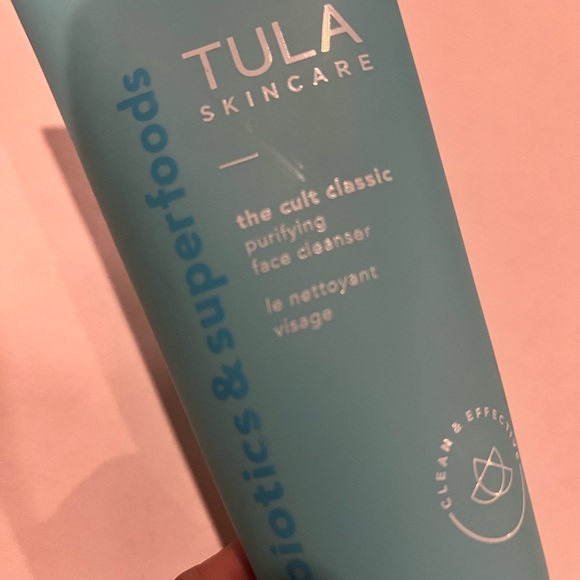 TULA
SKINCARE
the cult classic
purifying
face cleanser
le nettoyant
visage
biotics & superfoods
CLEAN & EFFECTIVE